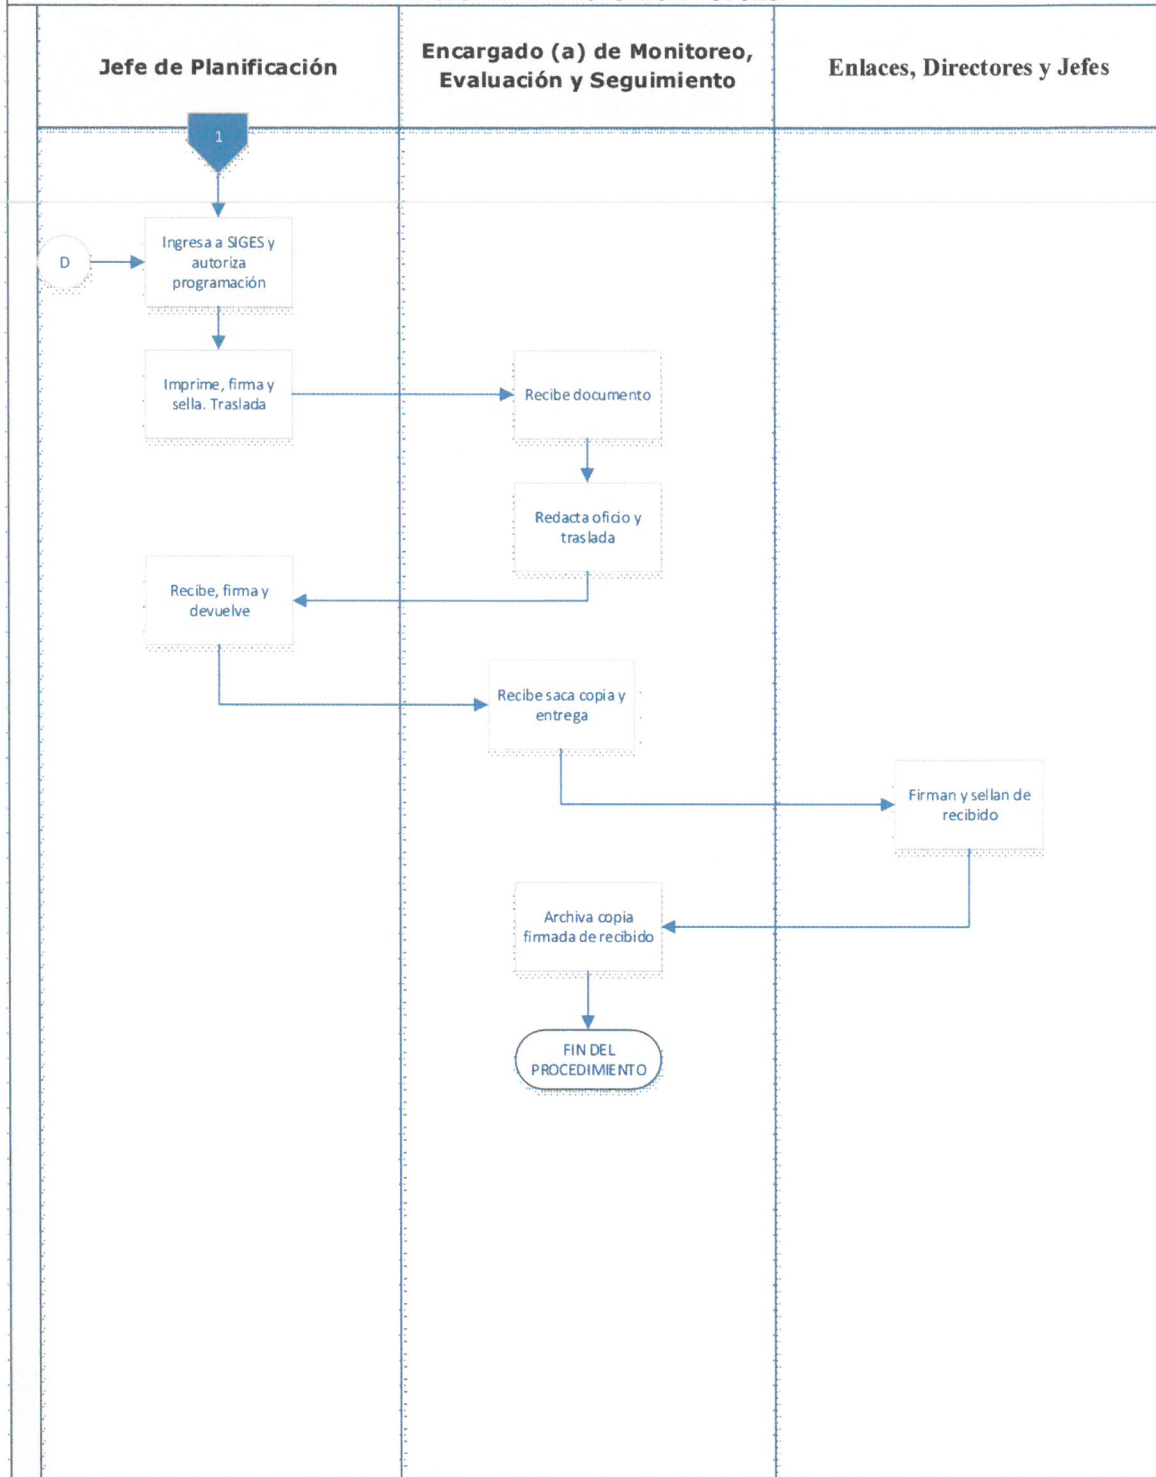 Jefe de Planificación
Encargado (a) de Monitoreo,
Evaluación y Seguimiento
Enlaces, Directores y Jefes
1
D
Ingresa a SIGES y
autoriza
programación
Imprime, firma y
sella. Traslada
Recibe documento
Redacta oficio y
traslada
Recibe, firma y
devuelve
Recibe saca copia y
entrega
Firman y sellan de
recibido
Archiva copia
firmada de recibido
FIN DEL
PROCEDIMIENTO